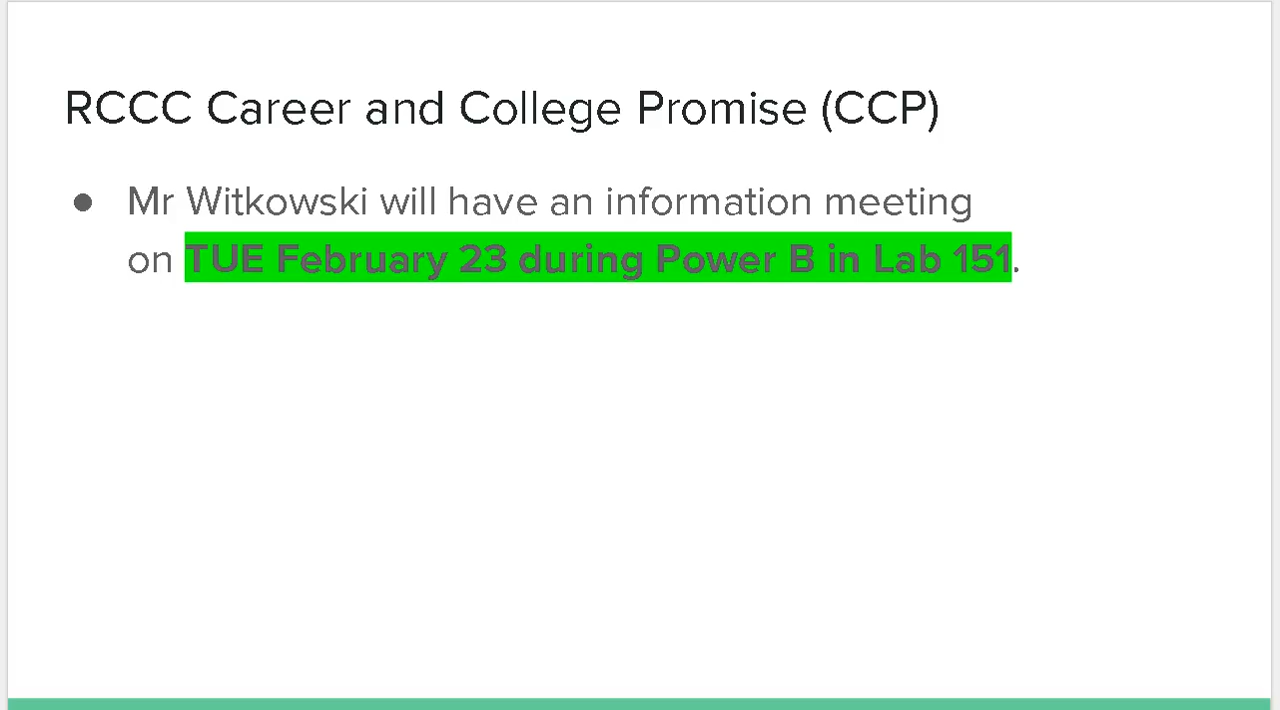 RCCC Career and College Promise (CCP)
● Mr Witkowski will have an information meeting
on TUE February 23 during Power B in Lab 151.